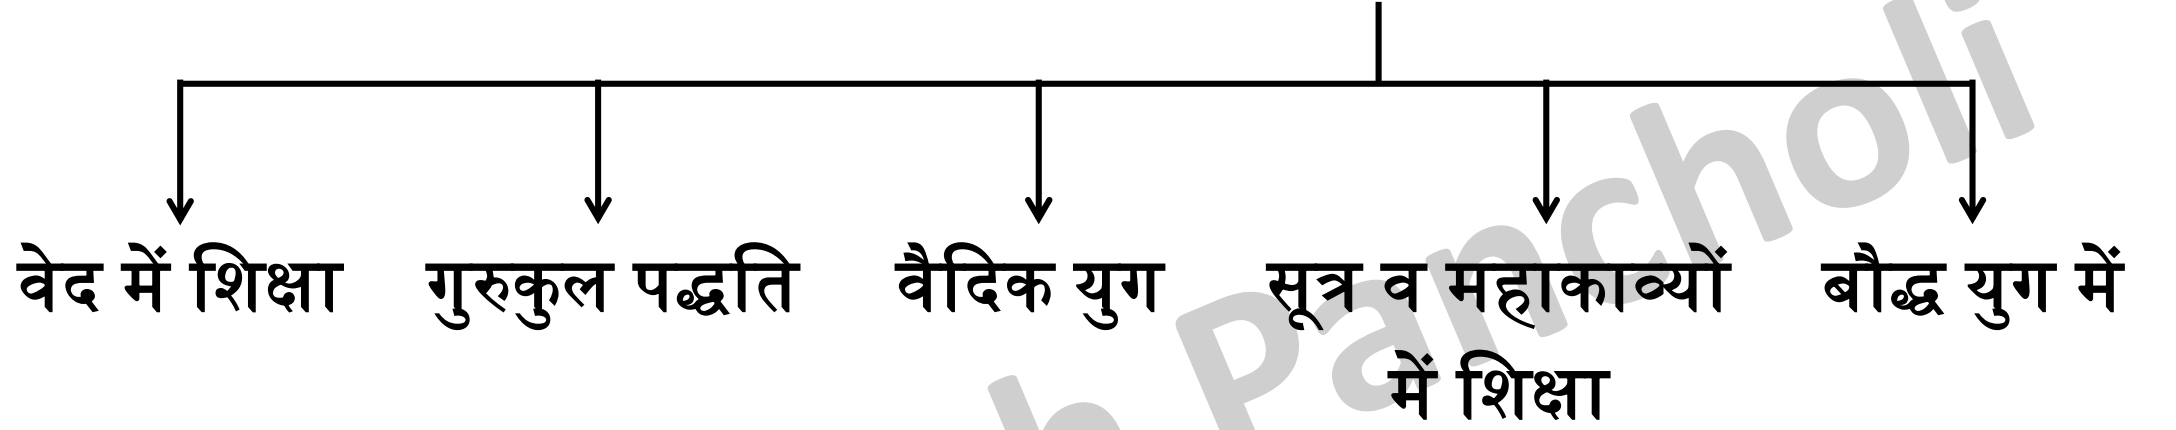 वेद में शिक्षा गुरुकुल पद्धति वैदिक युग सूत्र व महाकाव्यों बौद्ध युग में
में शिक्षा
Pancholi